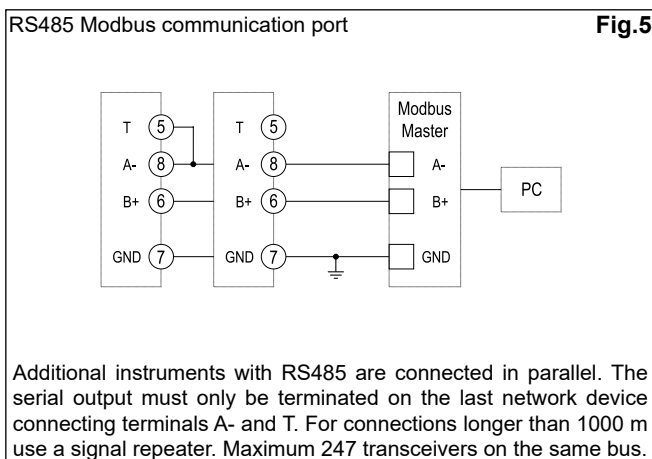 RS485 Modbus communication port Fig.5
Modbus
Master
T 5 T 5
A- 8 A- 8 A-
B+ 6 B+ 6 B+
PC
GND 7 GND 7 GND
Additional instruments with RS485 are connected in parallel. The
serial output must only be terminated on the last network device
connecting terminals A- and T. For connections longer than 1000 m
use a signal repeater. Maximum 247 transceivers on the same bus.